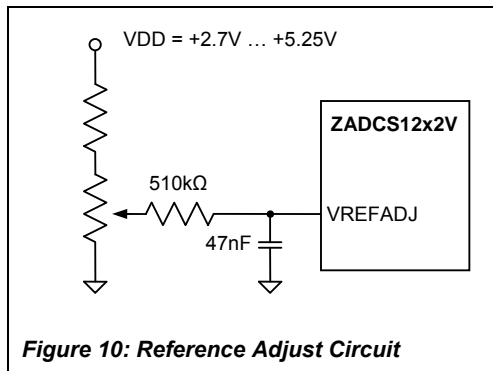 VDD = +2.7V … +5.25V
ZADCS12x2V
510kΩ
VREFADJ
47nF
Figure 10: Reference Adjust Circuit